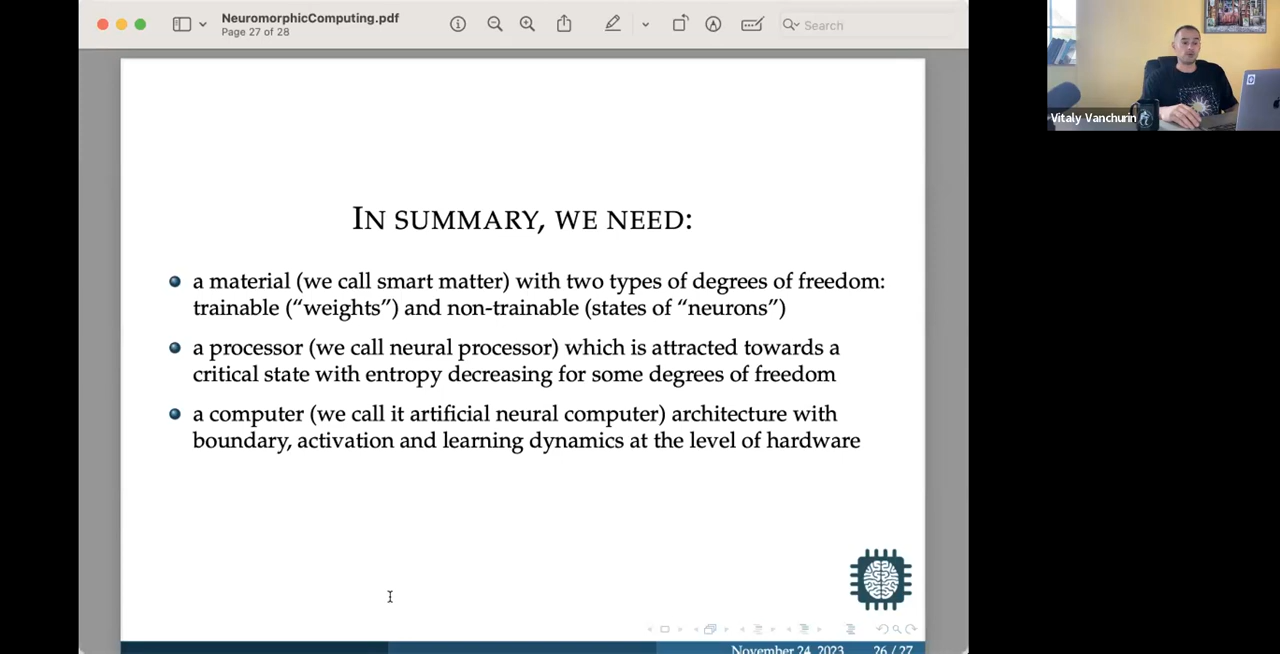 NeuromorphicComputing.pdf
Page 27 of 28
Search
Vitaly Vanchurin
IN SUMMARY, WE NEED:
a material (we call smart matter) with two types of degrees of freedom:
trainable (“weights”) and non-trainable (states of “neurons”)
a processor (we call neural processor) which is attracted towards a
critical state with entropy decreasing for some degrees of freedom
a computer (we call it artificial neural computer) architecture with
boundary, activation and learning dynamics at the level of hardware
November 24, 2023 26 / 27